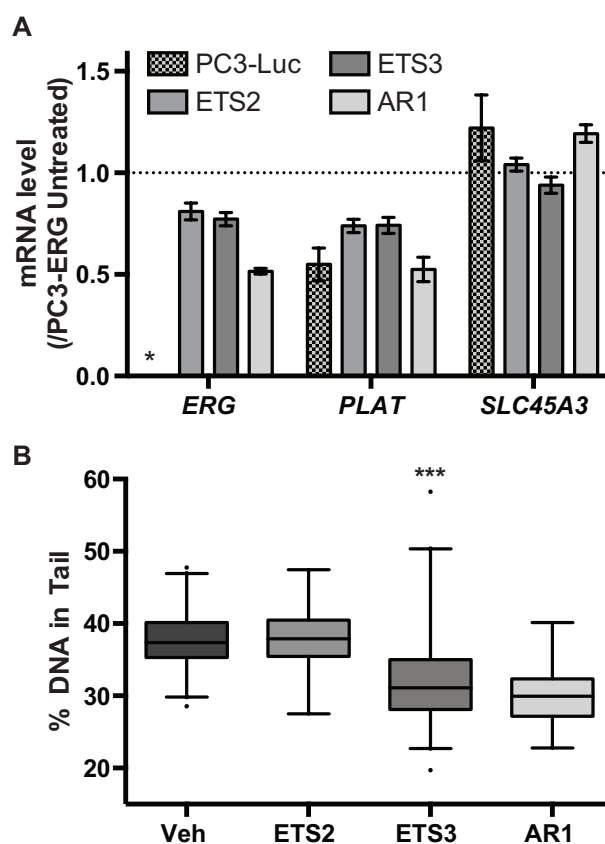 A
PC3-Luc
ETS3
ETS2
AR1
mRNA level
(/PC3-ERG Untreated)
1.5
1.0
0.5
0.0
*
ERG
PLAT
SLC45A3
B
***
% DNA in Tail
60
50
40
30
20
Veh
ETS2
ETS3
AR1